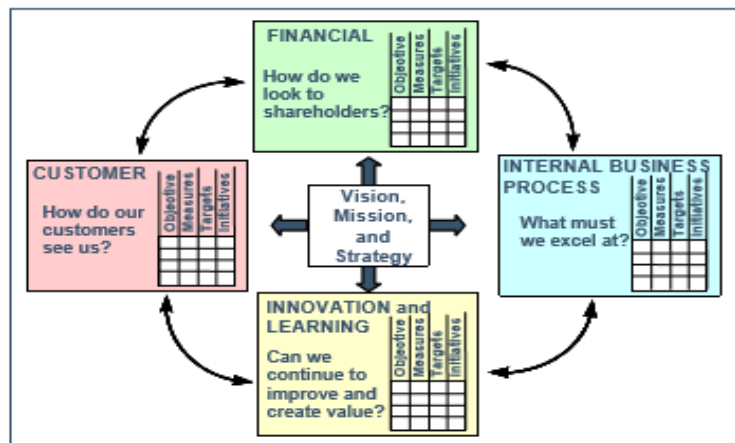 FINANCIAL
How do we
look to
shareholders?
Objective
Measures
Targets
Initiatives
CUSTOMER
How do our
customers
see us?
Objective
Measures
Targets
Initiatives
Vision,
Mission,
and
Strategy
INTERNAL BUSINESS
PROCESS
What must
we excel at?
Objective
Measures
Targets
Initiatives
INNOVATION and
LEARNING
Can we
continue to
improve and
create value?
Objective
Measures
Targets
Initiatives